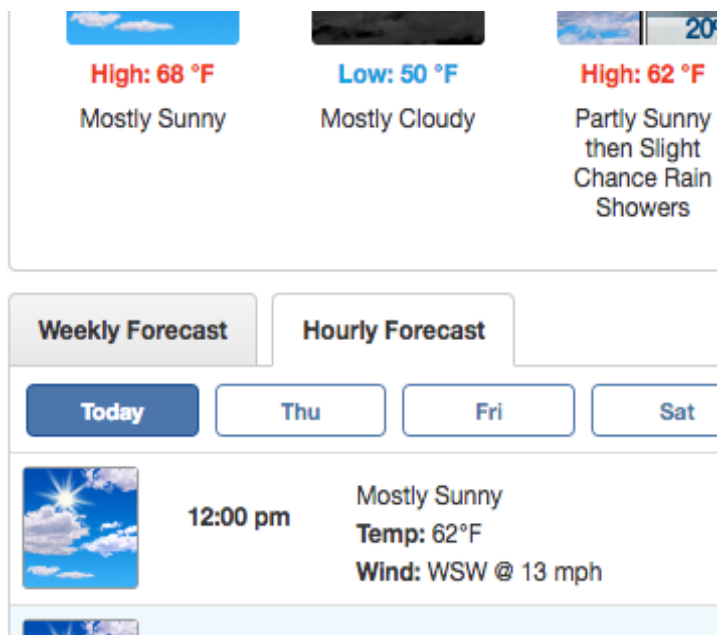 20%
High: 68 °F
Low: 50 °F
High: 62 °F
Mostly Sunny
Mostly Cloudy
Partly Sunny
then Slight
Chance Rain
Showers
Weekly Forecast
Hourly Forecast
Today
Thu
Fri
Sat
12:00 pm
Mostly Sunny
Temp: 62°F
Wind: WSW @ 13 mph